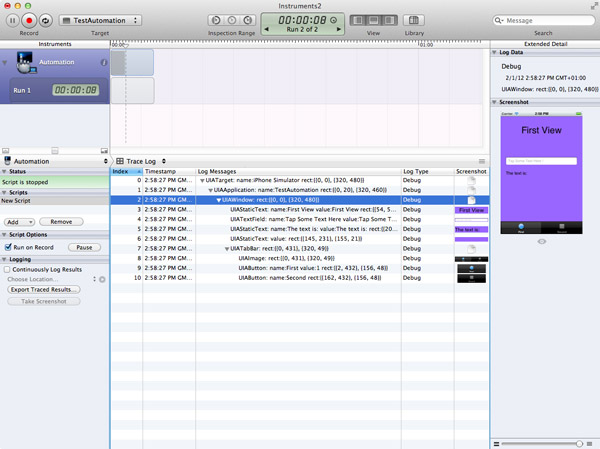 Instruments2
TestAutomation
00:00:08
Run 2 of 2
Message
Record
Target
Inspection Range
View
Library
Search
Instruments
00:00
01:00
Extended Detail
Automation
Run 1
00:00:08
Log Data
Debug
2/1/12 2:58:27 PM GMT+01:00
UIAWindow: rect:{{0, 0}, {320, 480}}
Screenshot
First View
The text is:
Automation
Trace Log
Status
Script is stopped
Scripts
New Script
Add
Remove
Script Options
Run on Record
Pause
Logging
Continuously Log Results
Choose Location...
Export Traced Results...
Take Screenshot
Index
Timestamp
Log Messages
Log Type
Screenshot
0 2:58:27 PM GM... UIATarget: name:iPhone Simulator rect:{{0, 0}, {320, 480}} Debug
1 2:58:27 PM GM... UIAApplication: name:TestAutomation rect:{{0, 20}, {320, 460}} Debug
2 2:58:27 PM GM... UIAWindow: rect:{{0, 0}, {320, 480}} Debug
3 2:58:27 PM GM... UIAStaticText: name:First View value:First View rect:{{54, 5... Debug First View
4 2:58:27 PM GM... UIATextField: name:Tap Some Text Here value:Tap Some T... Debug
5 2:58:27 PM GM... UIAStaticText: name:The text is: value:The text is: rect:{{20... Debug The text is:
6 2:58:27 PM GM... UIAStaticText: value: rect:{{145, 231}, {155, 21}} Debug
7 2:58:27 PM GM... UIATabBar: rect:{{0, 431}, {320, 49}} Debug
8 2:58:27 PM GM... UIAImage: rect:{{0, 431}, {320, 49}} Debug
9 2:58:27 PM GM... UIAButton: name:First value:1 rect:{{2, 432}, {156, 48}} Debug
10 2:58:27 PM GM... UIAButton: name:Second rect:{{162, 432}, {156, 48}} Debug